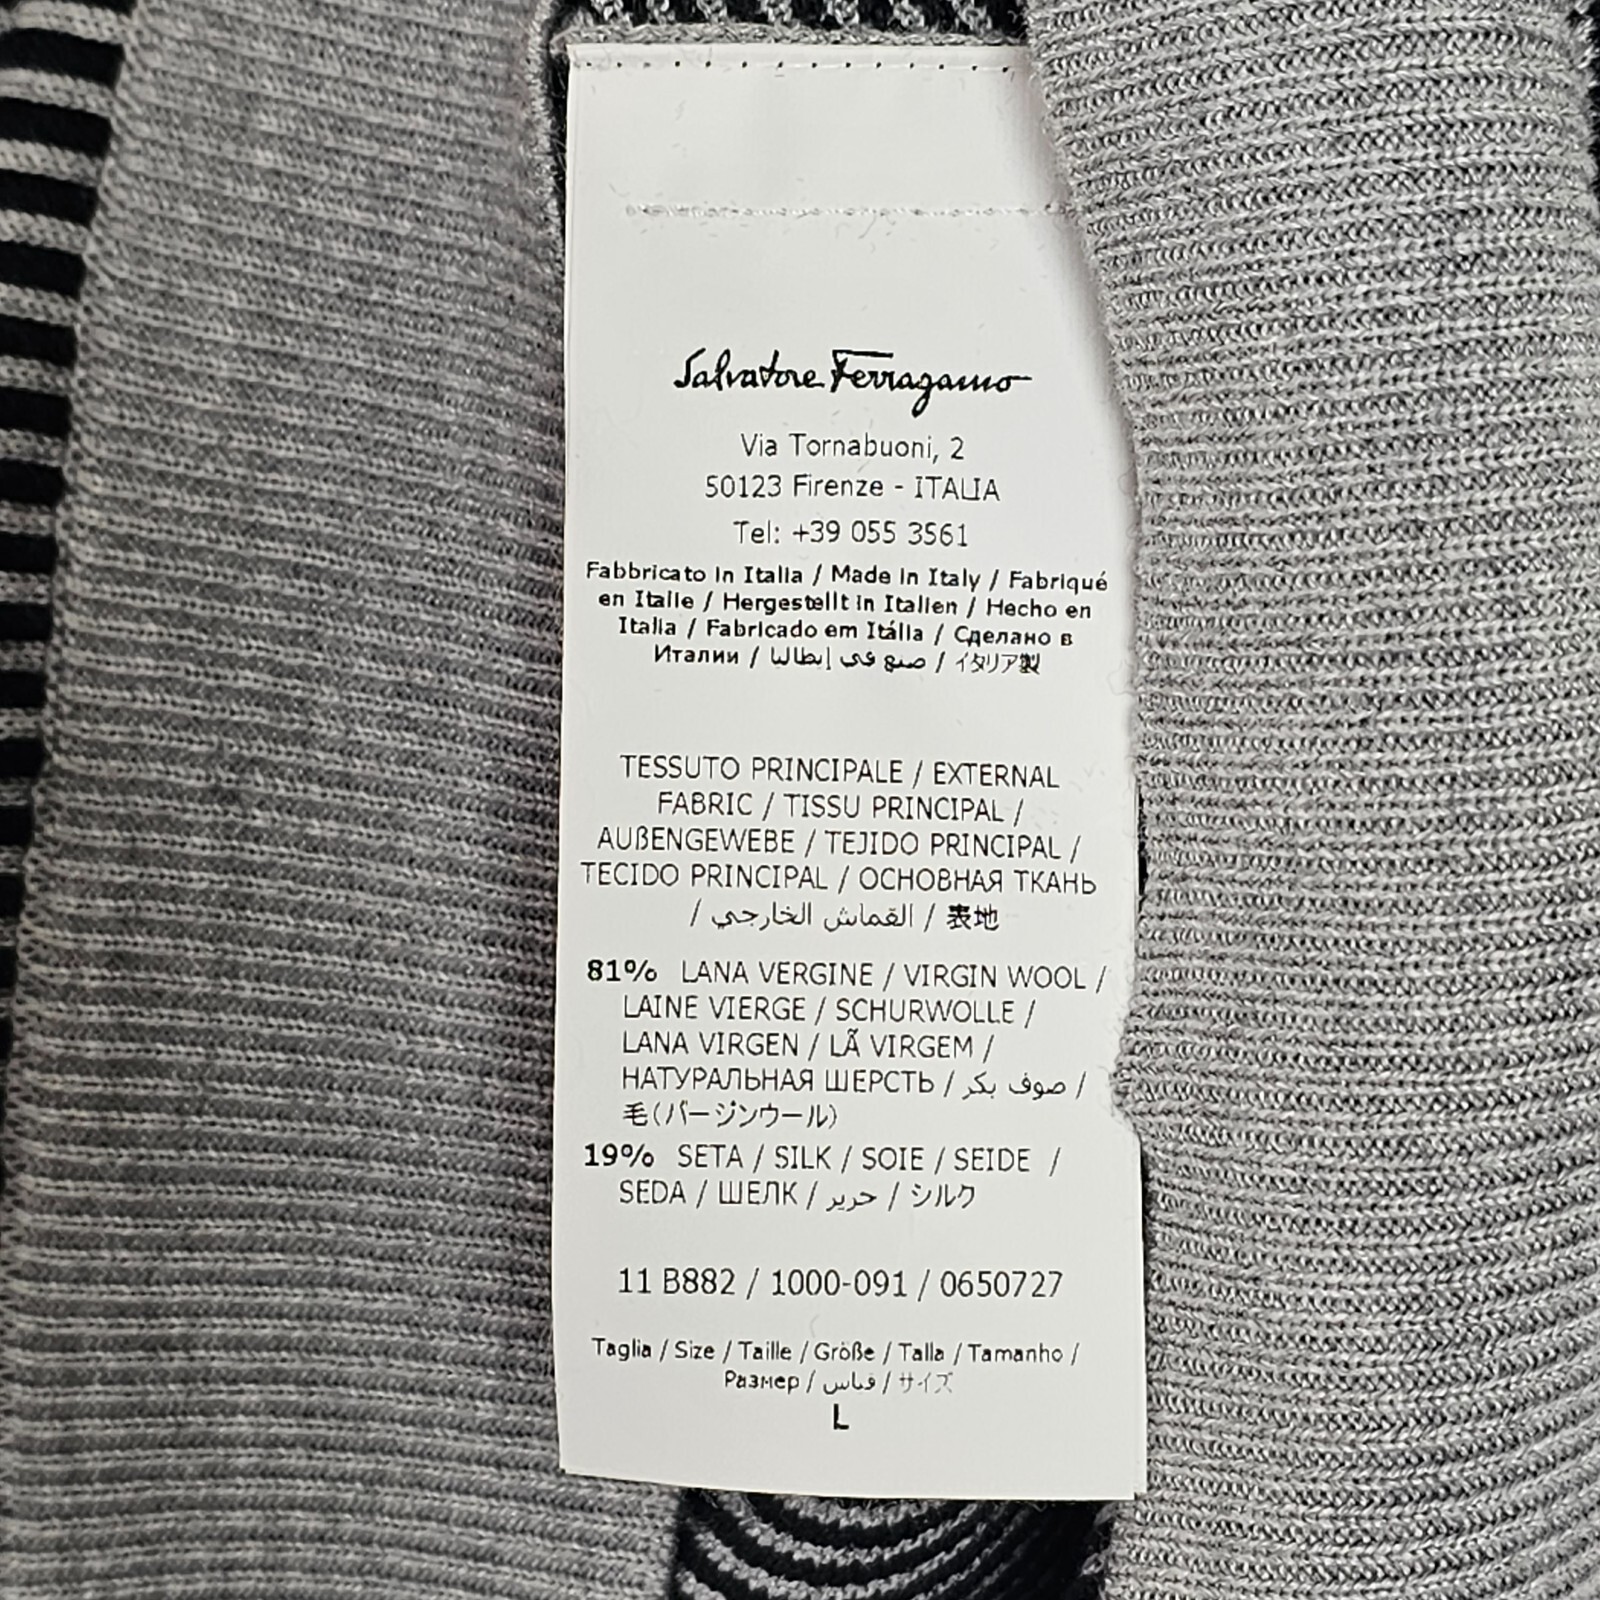 Salvatore Ferragamo
Via Tornabuoni, 2
50123 Firenze - ITALIA
Tel: +39 055 3561
Fabbricato in Italia / Made in Italy / Fabriqué
en Italie / Hergestellt in Italien / Hecho en
Italia / Fabricado em Itália / Сделано в
Италии / صنع في إيطاليا / イタリア製
TESSUTO PRINCIPALE / EXTERNAL
FABRIC / TISSU PRINCIPAL /
AUßENGEWEBE / TEJIDO PRINCIPAL /
TECIDO PRINCIPAL / ОСНОВНАЯ ТКАНЬ
/ القماش الخارجي / 表地
81% LANA VERGINE / VIRGIN WOOL /
LAINE VIERGE / SCHURWOLLE /
LANA VIRGEN / LÃ VIRGEM /
НАТУРАЛЬНАЯ ШЕРСТЬ / صوف بكر /
毛(バージンウール)
19% SETA / SILK / SOIE / SEIDE /
SEDA / ШЕЛК / حرير / シルク
11 B882 / 1000-091 / 0650727
Taglia / Size / Taille / Größe / Talla / Tamanho /
Размер / قياس / サイズ
L